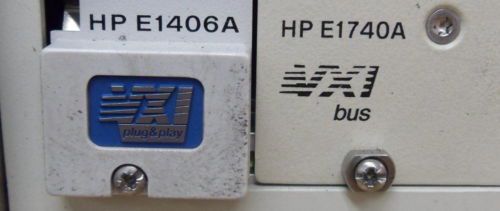 HP E1406A
VXI
plug&play
HP E1740A
VXI
bus